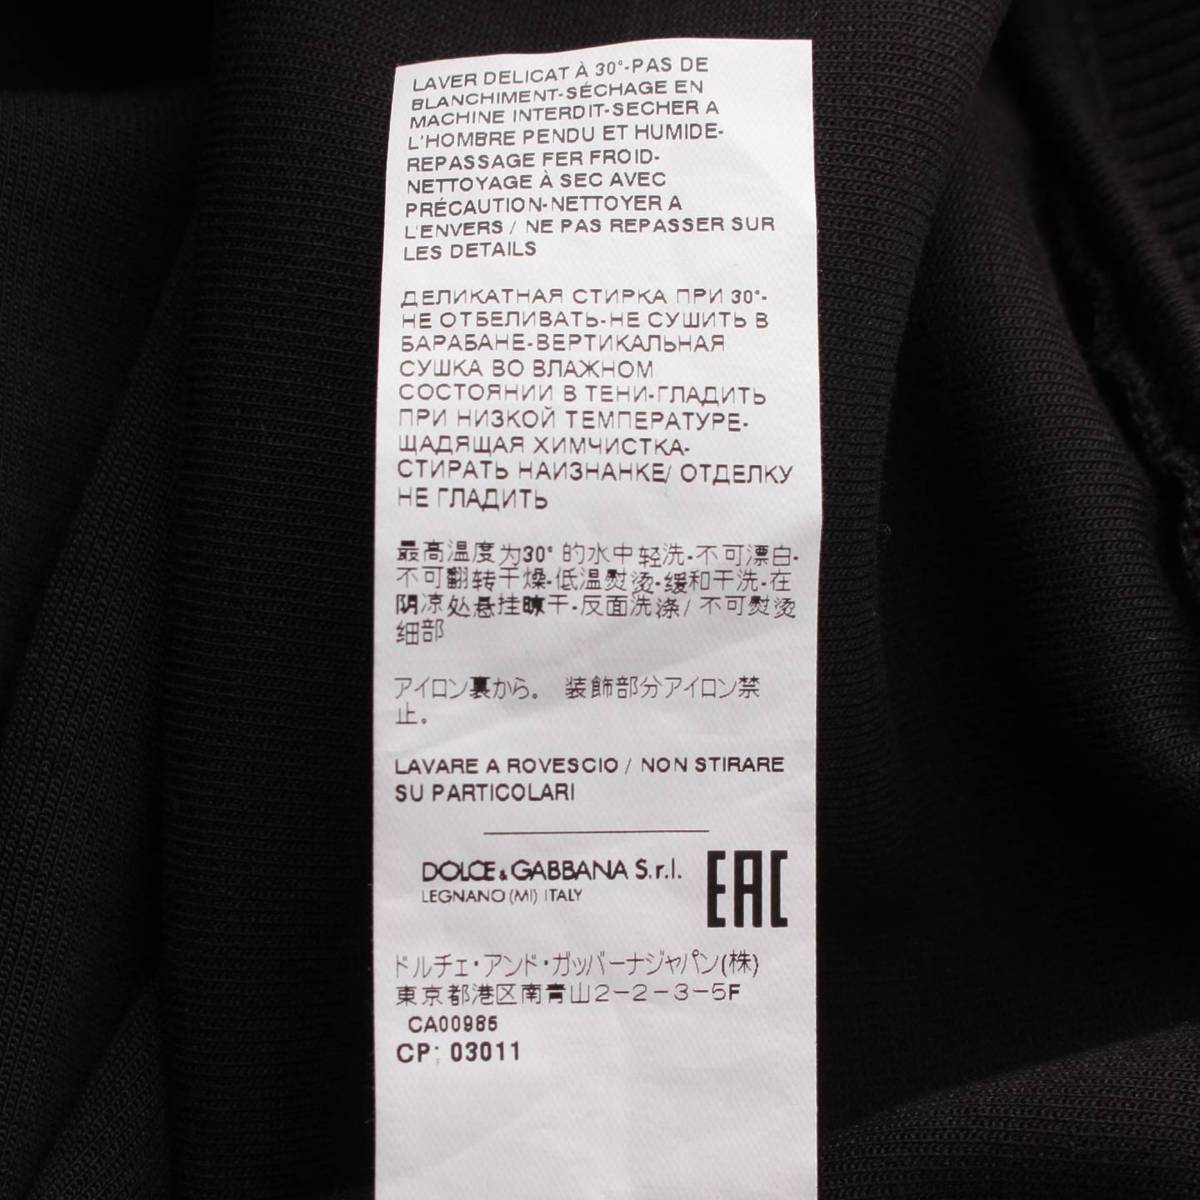 LAVER DELICAT À 30°-PAS DE
BLANCHIMENT-SÉCHAGE EN
MACHINE INTERDIT-SECHER A
L'HOMBRE PENDU ET HUMIDE-
REPASSAGE FER FROID-
NETTOYAGE À SEC AVEC
PRÉCAUTION-NETTOYER A
L'ENVERS / NE PAS REPASSER SUR
LES DETAILS
ДЕЛИКАТНАЯ СТИРКА ПРИ 30°-
НЕ ОТБЕЛИВАТЬ-НЕ СУШИТЬ В
БАРАБАНЕ-ВЕРТИКАЛЬНАЯ
СУШКА ВО ВЛАЖНОМ
СОСТОЯНИИ В ТЕНИ-ГЛАДИТЬ
ПРИ НИЗКОЙ ТЕМПЕРАТУРЕ-
ЩАДЯЩАЯ ХИМЧИСТКА-
СТИРАТЬ НАИЗНАНКЕ/ ОТДЕЛКУ
НЕ ГЛАДИТЬ
最高温度为30° 的水中轻洗-不可漂白-
不可翻转干燥-低温熨烫-缓和干洗-在
阴凉处悬挂晾干-反面洗涤/ 不可熨烫
细部
アイロン裏から。 装飾部分アイロン禁
止。
LAVARE A ROVESCIO / NON STIRARE
SU PARTICOLARI
DOLCE & GABBANA S.r.l.
LEGNANO (MI) ITALY
EAC
ドルチェ・アンド・ガッバーナジャパン(株)
東京都港区南青山2-2-3-5F
CA00985
CP: 03011